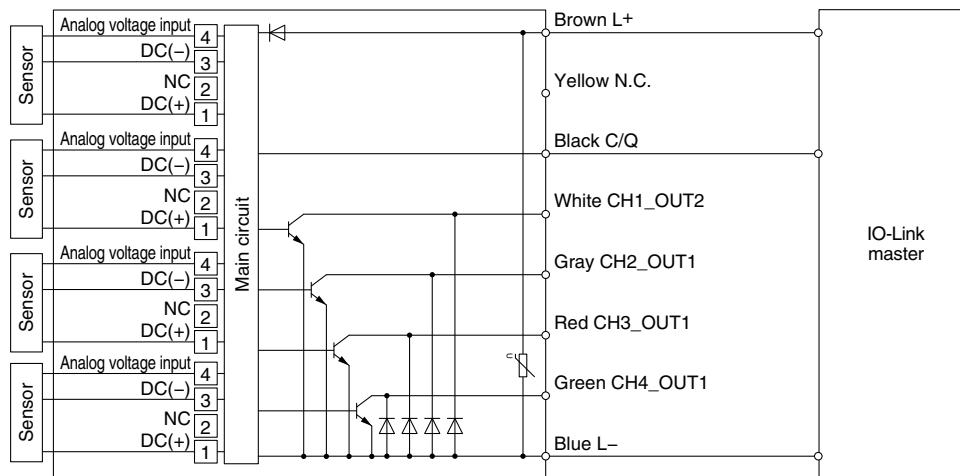 Sensor
Analog voltage input 4
DC(−) 3
NC 2
DC(+) 1
Sensor
Analog voltage input 4
DC(−) 3
NC 2
DC(+) 1
Sensor
Analog voltage input 4
DC(−) 3
NC 2
DC(+) 1
Sensor
Analog voltage input 4
DC(−) 3
NC 2
DC(+) 1
Main circuit
Brown L+
Yellow N.C.
Black C/Q
White CH1_OUT2
Gray CH2_OUT1
Red CH3_OUT1
U
Green CH4_OUT1
Blue L−
IO-Link
master